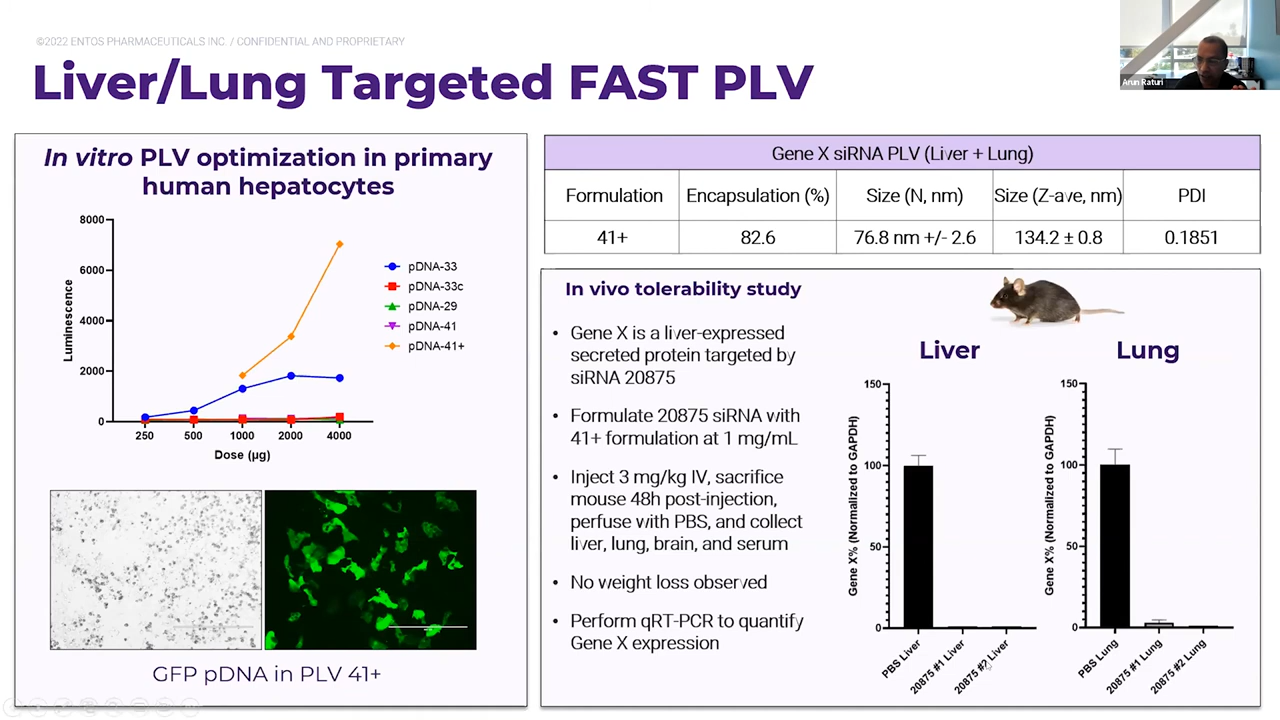 ©2022 ENTOS PHARMACEUTICALS INC. / CONFIDENTIAL AND PROPRIETARY
Liver/Lung Targeted FAST PLV
Arun Raturi
In vitro PLV optimization in primary
human hepatocytes
8000
6000
4000
2000
0
Luminescence
250 500 1000 2000 4000
Dose (µg)
pDNA-33
pDNA-33c
pDNA-29
pDNA-41
pDNA-41+
GFP pDNA in PLV 41+
Gene X siRNA PLV (Liver + Lung)
Formulation Encapsulation (%) Size (N, nm) Size (Z-ave, nm) PDI
41+ 82.6 76.8 nm +/- 2.6 134.2 ± 0.8 0.1851
In vivo tolerability study
• Gene X is a liver-expressed
secreted protein targeted by
siRNA 20875
• Formulate 20875 siRNA with
41+ formulation at 1 mg/mL
• Inject 3 mg/kg IV, sacrifice
mouse 48h post-injection,
perfuse with PBS, and collect
liver, lung, brain, and serum
• No weight loss observed
• Perform qRT-PCR to quantify
Gene X expression
Liver
150
100
50
0
Gene X% (Normalized to GAPDH)
PBS Liver
20875 #1 Liver
20875 #2 Liver
Lung
150
100
50
0
Gene X% (Normalized to GAPDH)
PBS Lung
20875 #1 Lung
20875 #2 Lung